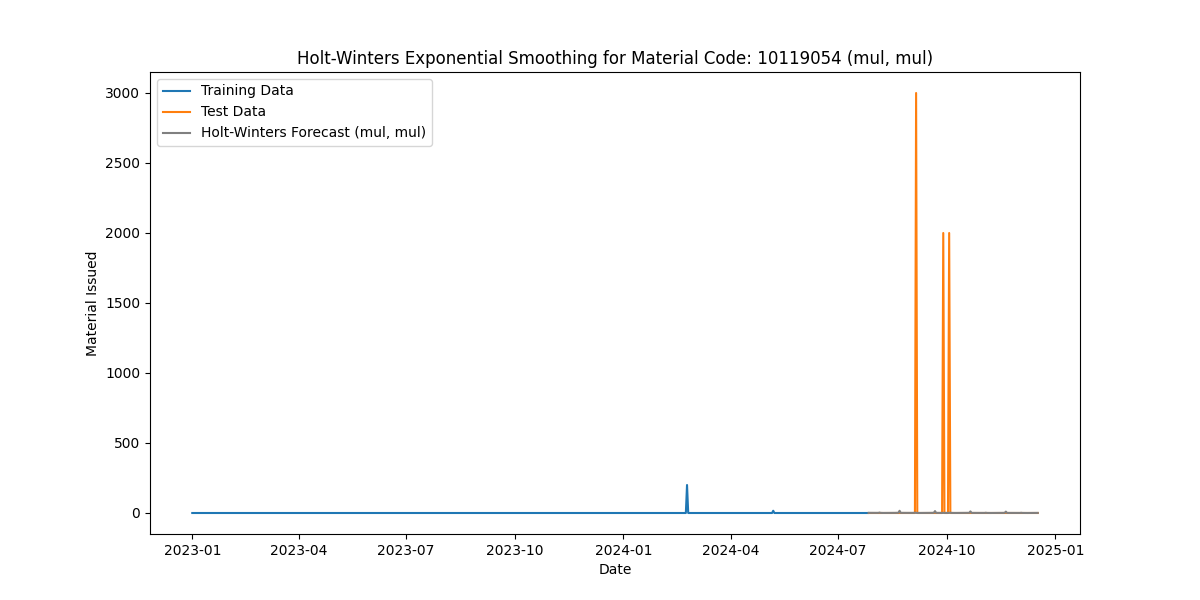 Holt-Winters Exponential Smoothing for Material Code: 10119054 (mul, mul)
Training Data
Test Data
Holt-Winters Forecast (mul, mul)
3000
2500
2000
1500
1000
500
0
Material Issued
2023-01 2023-04 2023-07 2023-10 2024-01 2024-04 2024-07 2024-10 2025-01
Date